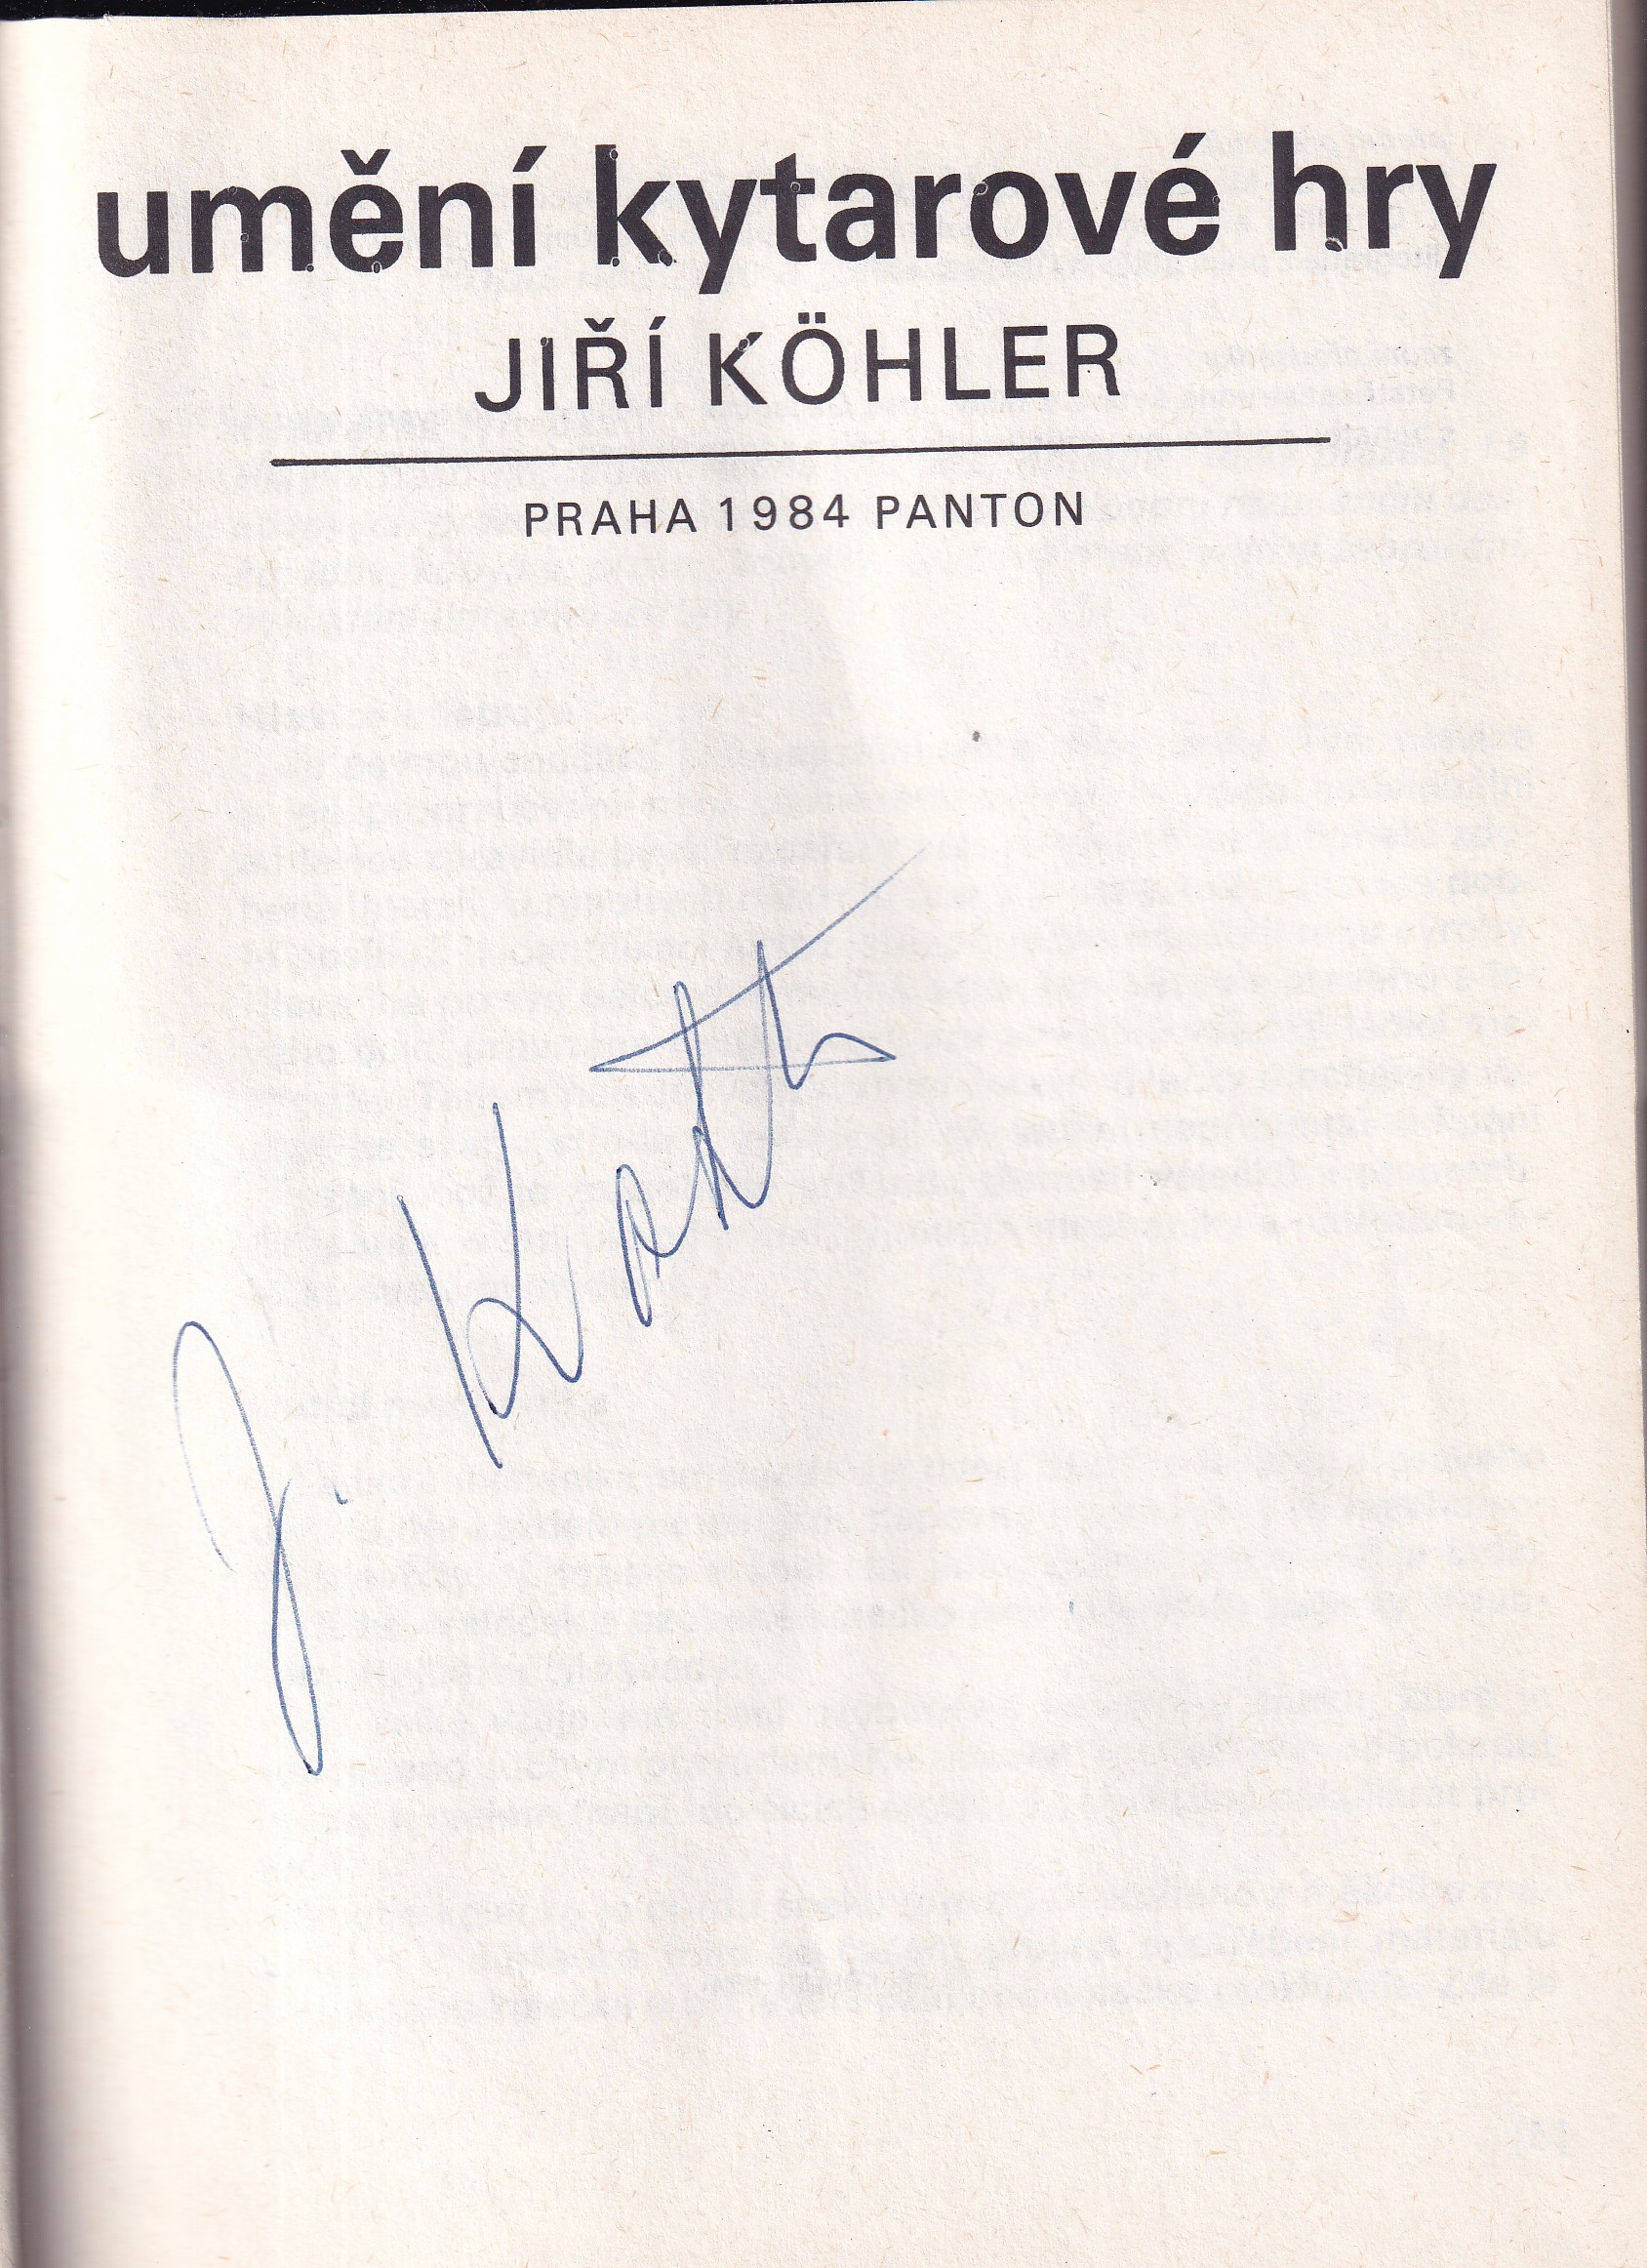 umění kytarové hry
JIŘÍ KÖHLER
PRAHA 1984 PANTON
J.